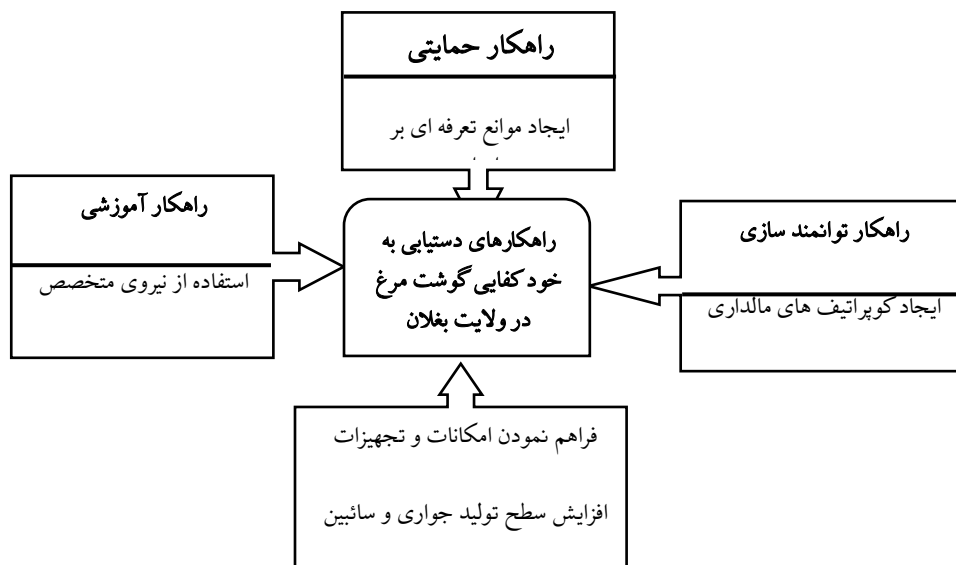 راهکار حمایتی
ایجاد موانع تعرفه ای بر
راهکار آموزشی
استفاده از نیروی متخصص
راهکارهای دستیابی به
خودکفایی گوشت مرغ
در ولایت بغلان
راهکار توانمند سازی
ایجاد کوپراتیف های مالداری
فراهم نمودن امکانات و تجهیزات
افزایش سطح تولید جواری و سائبین